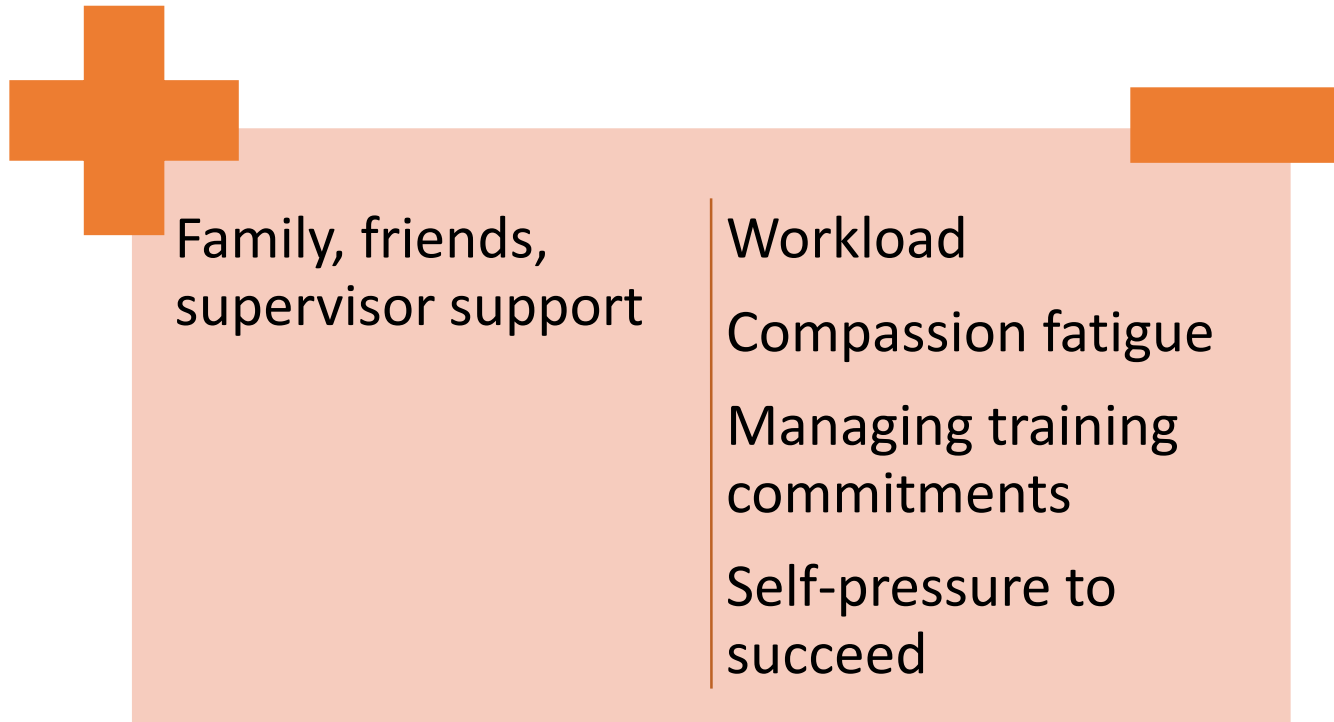 Family, friends,
supervisor support
Workload
Compassion fatigue
Managing training
commitments
Self-pressure to
succeed